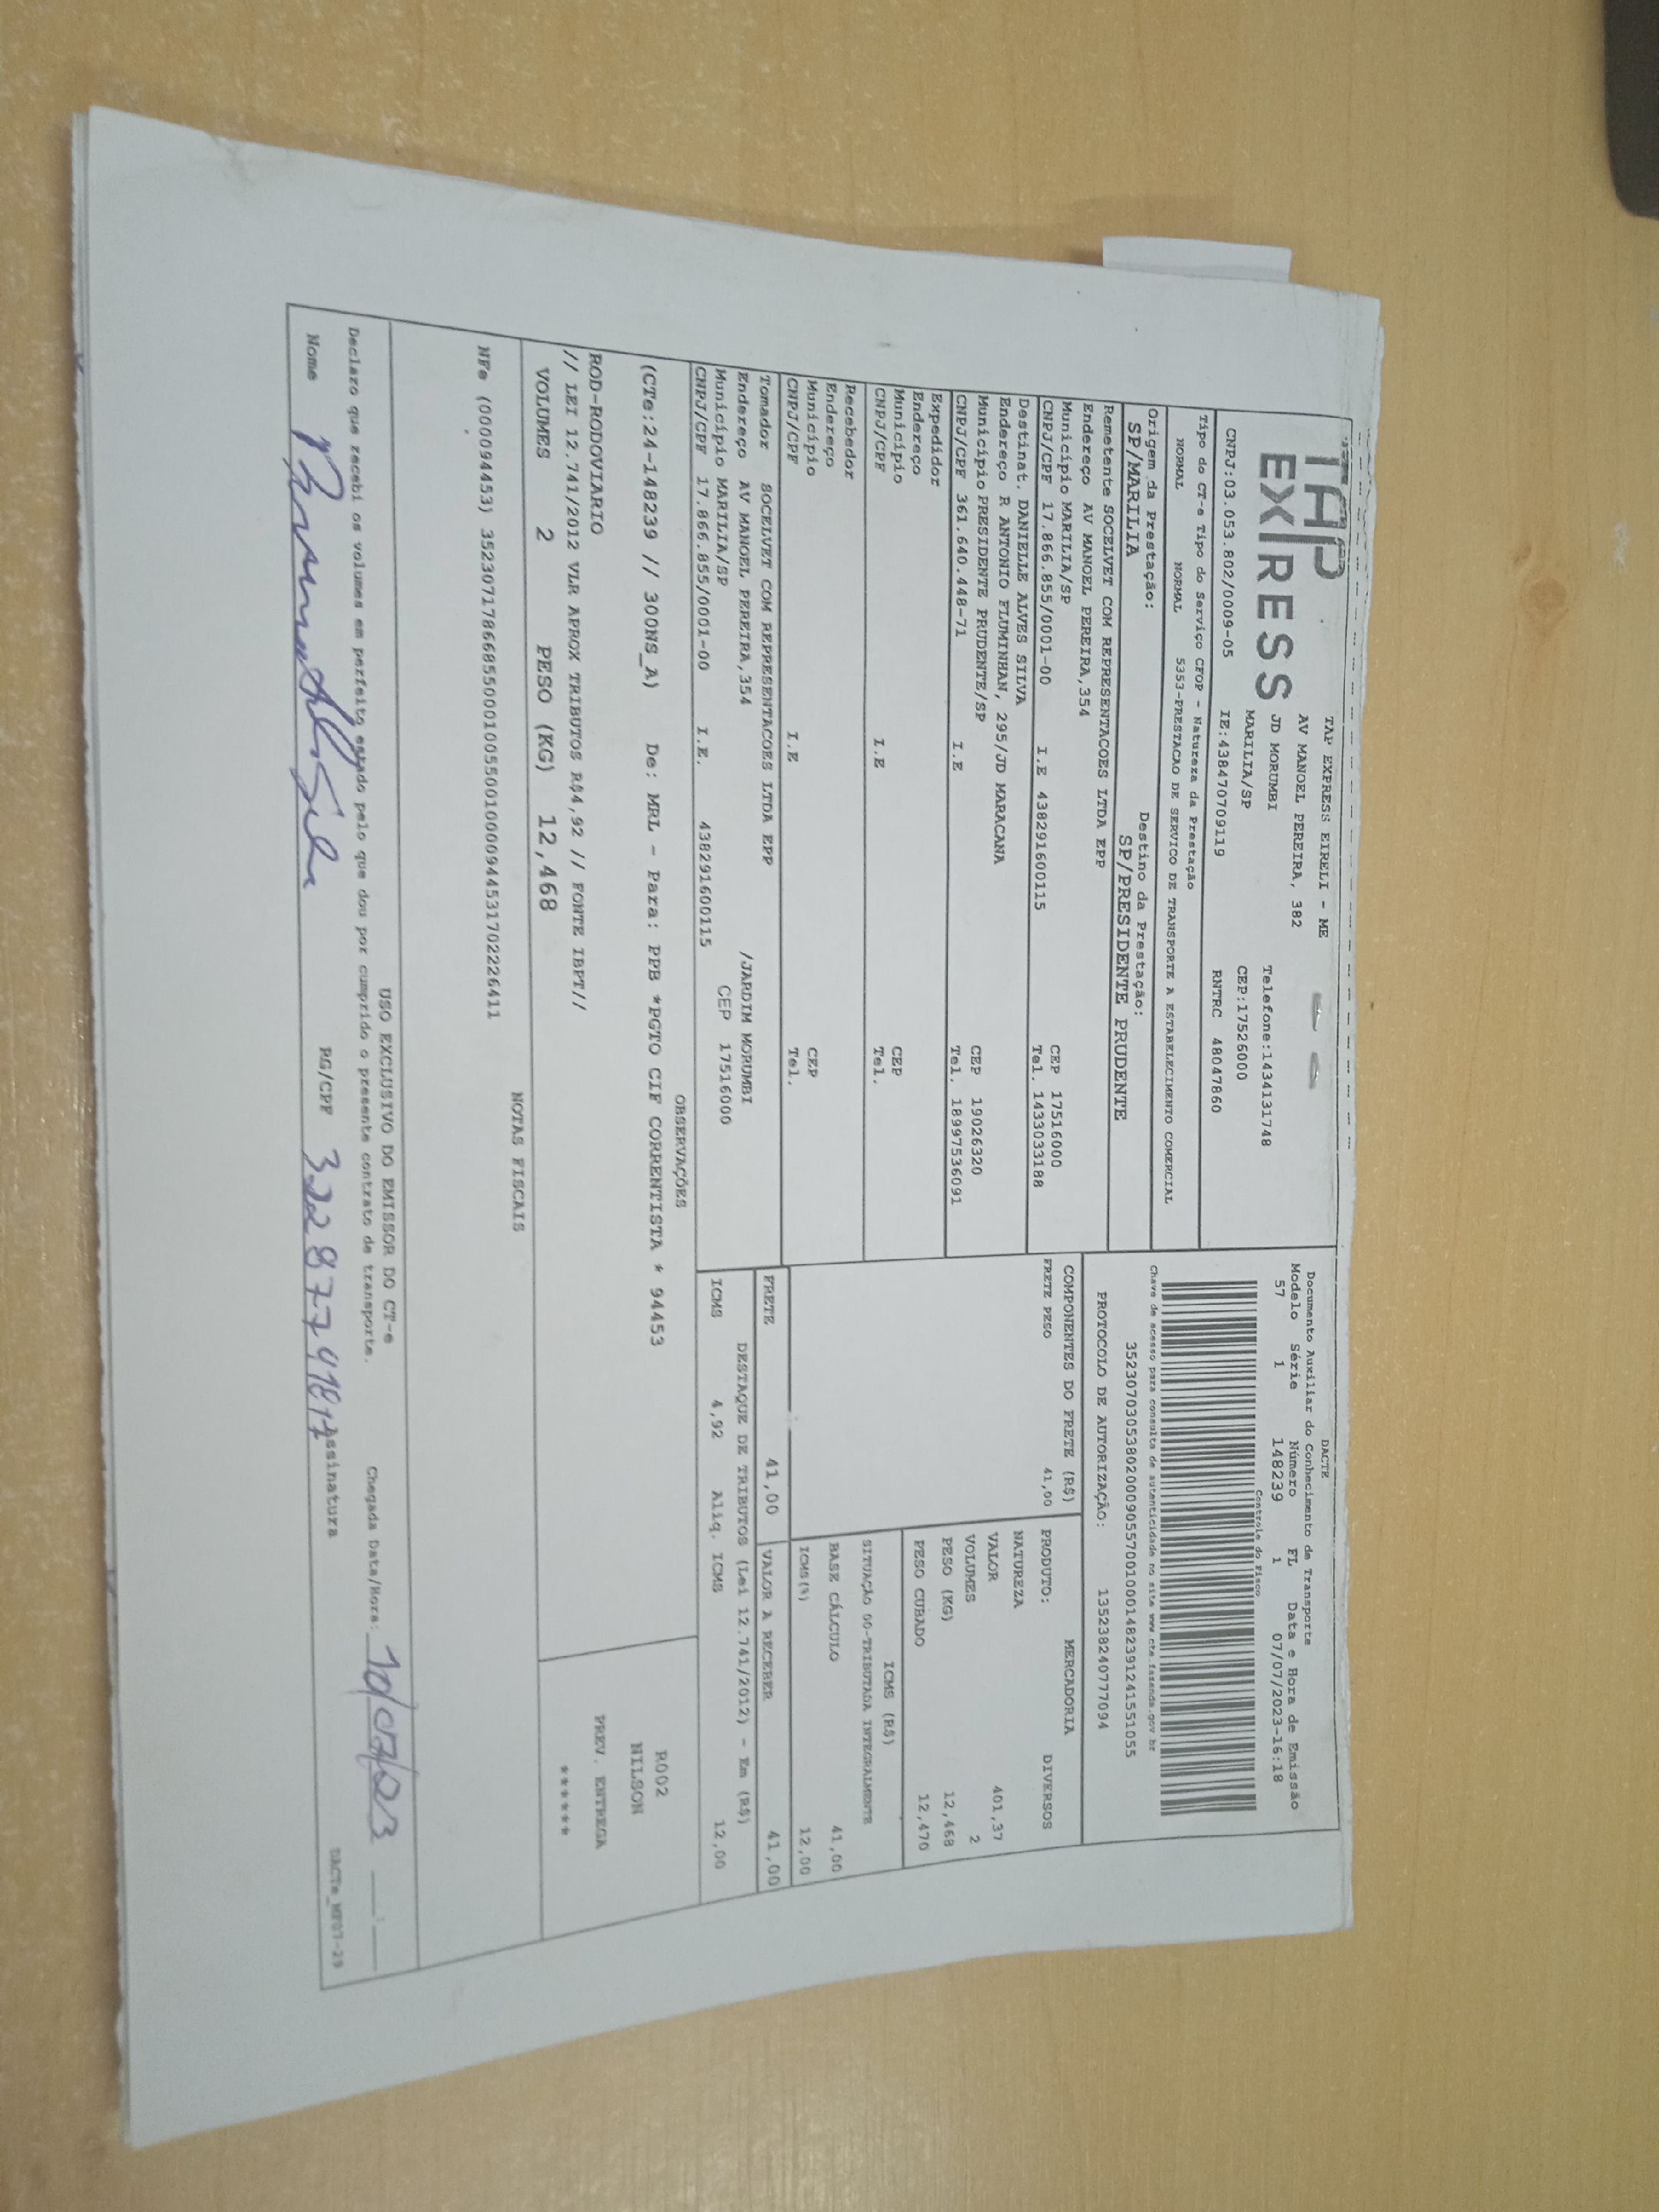 TAP EXPRESS
TAP EXPRESS EIRELI - ME
AV MANOEL PEREIRA, 382
JD MORUMBI Telefone:1434131748
MARILIA/SP CEP:17526000
CNPJ:03.053.802/0009-05 IE:438470709119 RNTRC 48047860
Tipo do CT-e Tipo do Serviço CFOP - Natureza da Prestação
NORMAL NORMAL 5353-PRESTACAO DE SERVICO DE TRANSPORTE A ESTABELECIMENTO COMERCIAL
Origem da Prestação: Destino da Prestação:
SP/MARILIA SP/PRESIDENTE PRUDENTE
Remetente SOCELVET COM REPRESENTACOES LTDA EPP
Endereço AV MANOEL PEREIRA,354
Município MARILIA/SP CEP 17516000
CNPJ/CPF 17.866.855/0001-00 I.E 438291600115 Tel. 1433033188
Destinat. DANIELLE ALVES SILVA
Endereço R ANTONIO FLUMINHAN, 295/JD MARACANA
Município PRESIDENTE PRUDENTE/SP CEP 19026320
CNPJ/CPF 361.640.448-71 I.E Tel. 18997536091
Expedidor
Endereço
Município CEP
CNPJ/CPF I.E Tel.
Recebedor
Endereço
Município CEP
CNPJ/CPF I.E Tel.
Tomador SOCELVET COM REPRESENTACOES LTDA EPP
Endereço AV MANOEL PEREIRA,354 /JARDIM MORUMBI
Município MARILIA/SP CEP 17516000
CNPJ/CPF 17.866.855/0001-00 I.E. 438291600115
DACTE
Documento Auxiliar do Conhecimento de Transporte
Modelo Série Número FL Data e Hora de Emissão
57 1 148239 1 07/07/2023-16:18
Controle do Fisco
Chave de acesso para consulta de autenticidade no site www.cte.fazenda.gov.br
35230703053802000905570010001482391241551055
PROTOCOLO DE AUTORIZAÇÃO: 135238240777094
COMPONENTES DO FRETE (R$)
FRETE PESO 41,00
MERCADORIA
PRODUTO: DIVERSOS
NATUREZA
VALOR 401,37
VOLUMES 2
PESO (KG) 12,468
PESO CUBADO 12,470
ICMS (R$)
SITUAÇÃO 00-TRIBUTADA INTEGRALMENTE
BASE CÁLCULO 41,00
ICMS(%) 12,00
FRETE 41,00 VALOR A RECEBER 41,00
DESTAQUE DE TRIBUTOS (Lei 12.741/2012) - Em (R$)
ICMS 4,92 Aliq. ICMS 12,00
OBSERVAÇÕES
(CTe:24-148239 // 300NS_A) De: MRL - Para: PPB *PGTO CIF CORRENTISTA * 94453
ROD-RODOVIARIO
// LEI 12.741/2012 VLR APROX TRIBUTOS R$4,92 // FONTE IBPT//
VOLUMES 2 PESO (KG) 12,468
R002
NILSON
PREV. ENTREGA
******
NOTAS FISCAIS
NFe (000094453) 35230717866855000100550010000944531702226411
USO EXCLUSIVO DO EMISSOR DO CT-e
Declaro que recebi os volumes em perfeito estado pelo que dou por cumprido o presente contrato de transporte. Chegada Data/Hora: 10/07/023
Nome RG/CPF Assinatura
DACTe_MF07-29